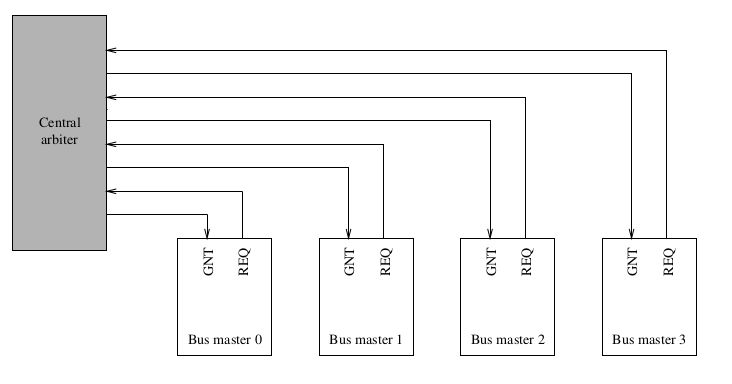 Central
arbiter
GNT
REQ
GNT
REQ
GNT
REQ
GNT
REQ
Bus master 0
Bus master 1
Bus master 2
Bus master 3